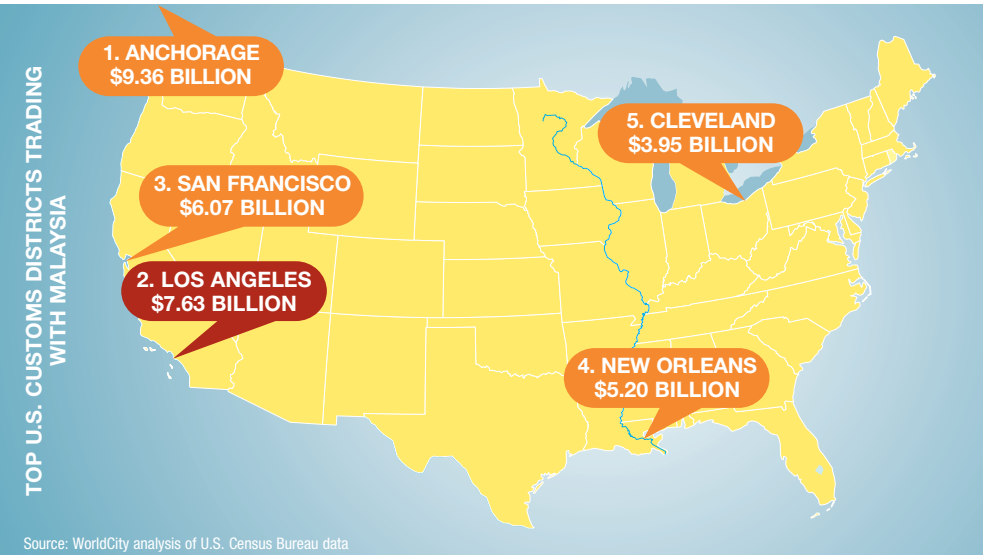 TOP U.S. CUSTOMS DISTRICTS TRADING
WITH MALAYSIA
1. ANCHORAGE
$9.36 BILLION
5. CLEVELAND
$3.95 BILLION
3. SAN FRANCISCO
$6.07 BILLION
2. LOS ANGELES
$7.63 BILLION
4. NEW ORLEANS
$5.20 BILLION
Source: WorldCity analysis of U.S. Census Bureau data